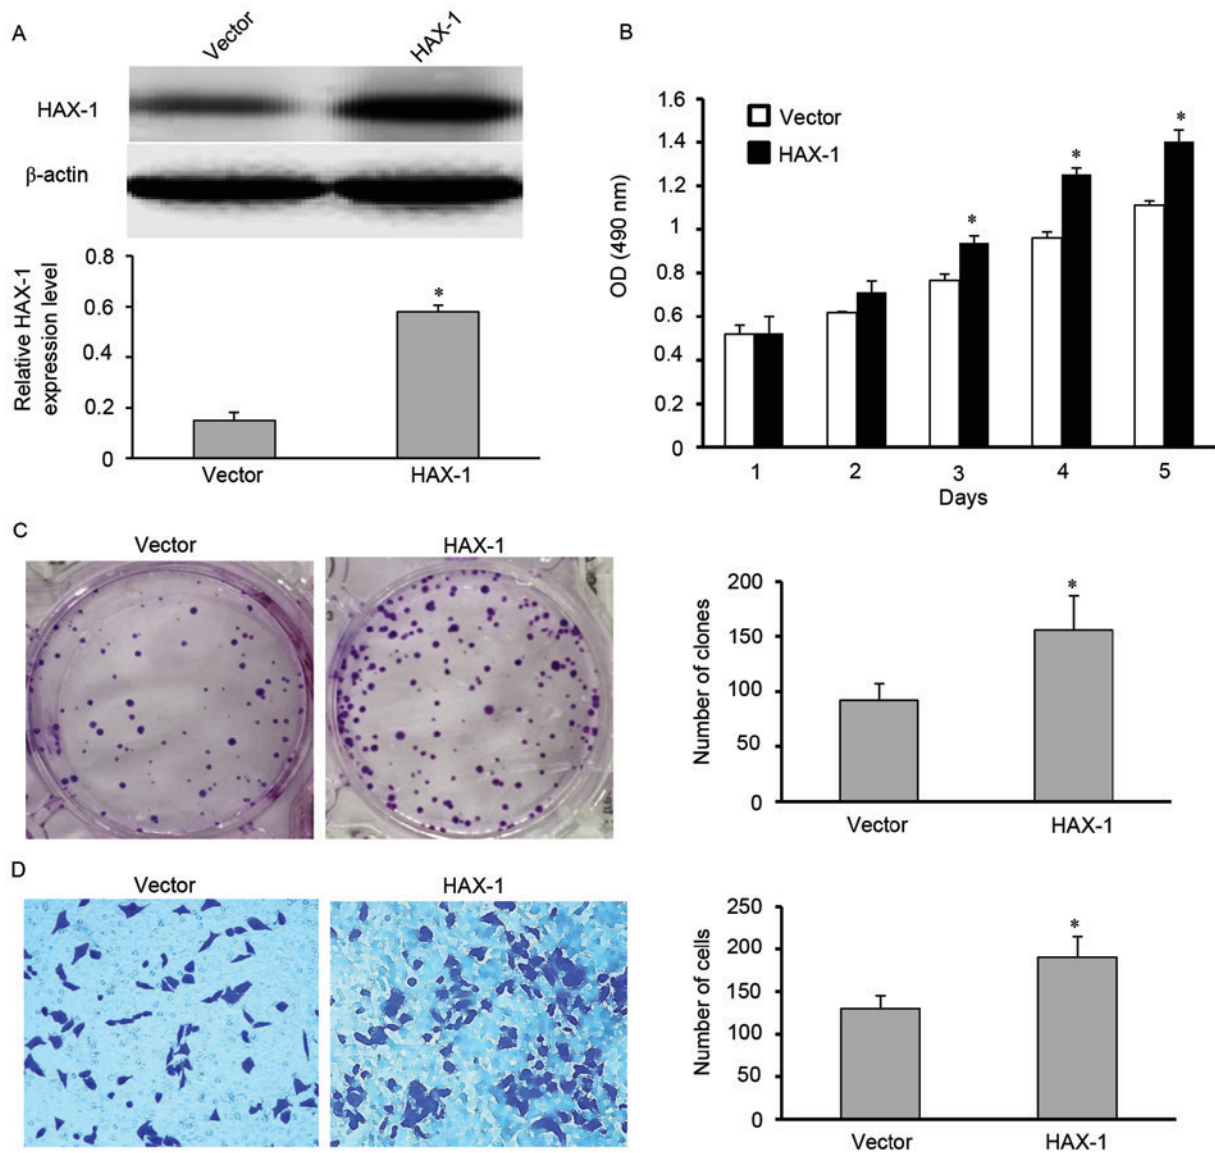 A
Vector
HAX-1
HAX-1
β-actin
Relative HAX-1
expression level
0.8
0.6
0.4
0.2
0
*
Vector
HAX-1
B
OD (490 nm)
1.6
1.4
1.2
1
0.8
0.6
0.4
0.2
0
Vector
HAX-1
*
*
*
1
2
3
4
5
Days
C
Vector
HAX-1
Number of clones
200
150
100
50
0
*
Vector
HAX-1
D
Vector
HAX-1
Number of cells
250
200
150
100
50
0
*
Vector
HAX-1